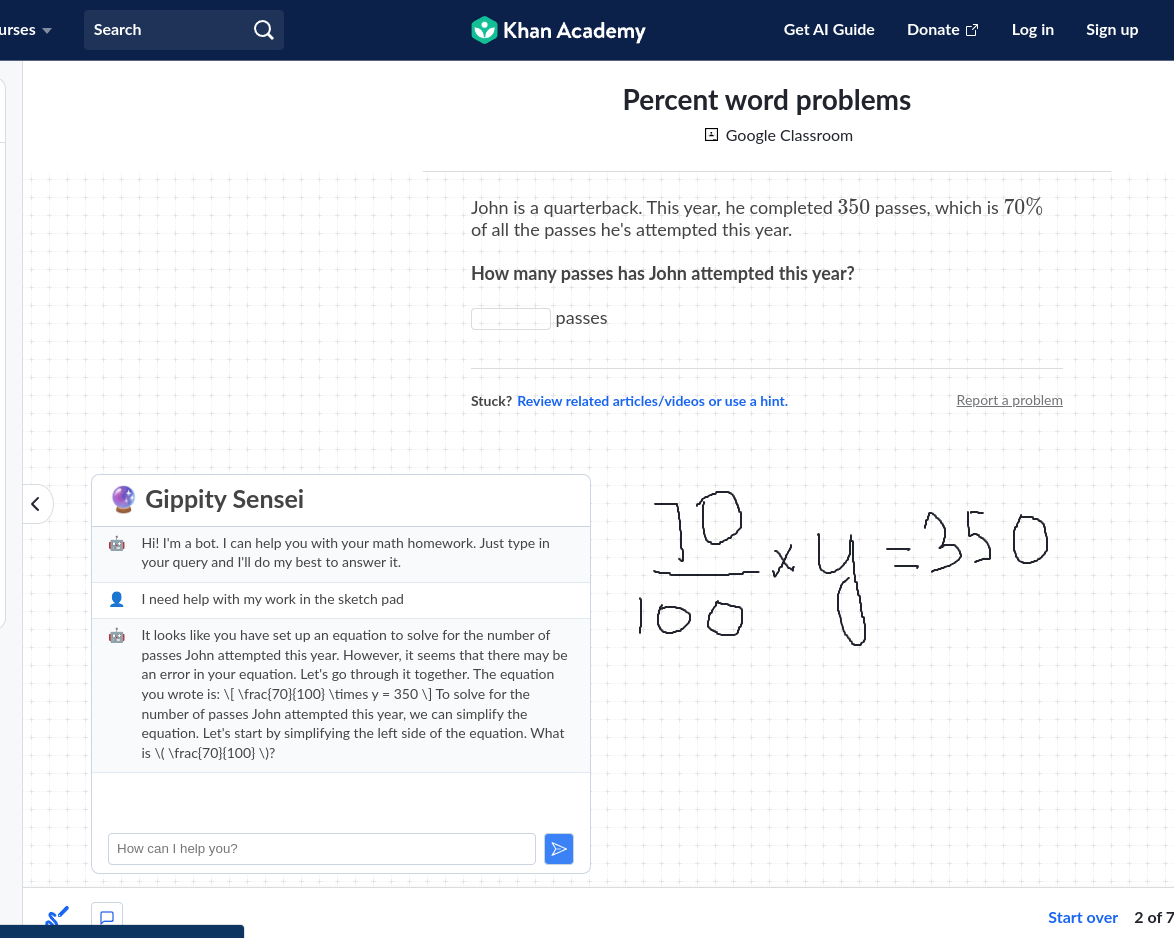 urses
Search
Khan Academy
Get AI Guide
Donate
Log in
Sign up
Percent word problems
Google Classroom
John is a quarterback. This year, he completed 350 passes, which is 70%
of all the passes he's attempted this year.
How many passes has John attempted this year?
passes
Stuck? Review related articles/videos or use a hint.
Report a problem
Gippity Sensei
Hi! I'm a bot. I can help you with your math homework. Just type in
your query and I'll do my best to answer it.
I need help with my work in the sketch pad
It looks like you have set up an equation to solve for the number of
passes John attempted this year. However, it seems that there may be
an error in your equation. Let's go through it together. The equation
you wrote is: \[ \frac{70}{100} \times y = 350 \] To solve for the
number of passes John attempted this year, we can simplify the
equation. Let's start by simplifying the left side of the equation. What
is \( \frac{70}{100} \)?
How can I help you?
70
x y = 350
100
Start over
2 of 7